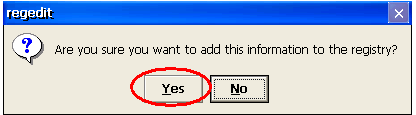 regedit
Are you sure you want to add this information to the registry?
Yes No